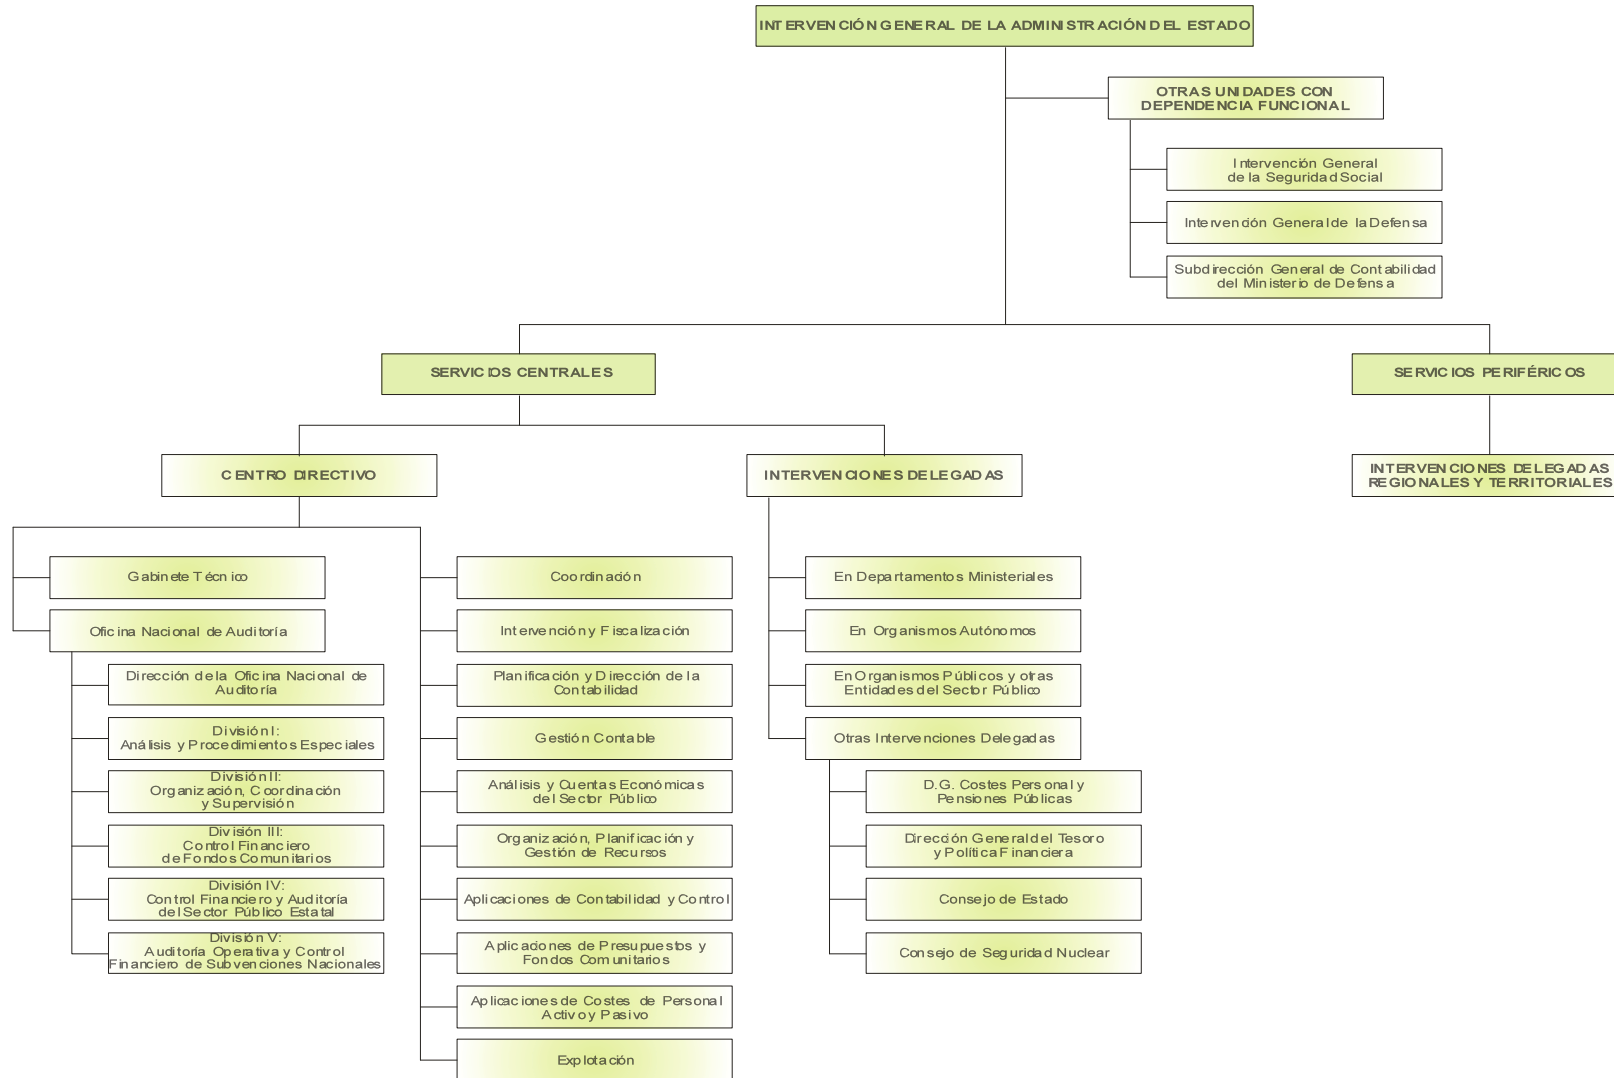 INTERVENCIÓN GENERAL DE LA ADMINISTRACIÓN DEL ESTADO
OTRAS UNIDADES CON
DEPENDENCIA FUNCIONAL
Intervención General
de la Seguridad Social
Intervención General de la Defensa
Subdirección General de Contabilidad
del Ministerio de Defensa
SERVICIOS CENTRALES
SERVICIOS PERIFÉRICOS
CENTRO DIRECTIVO
INTERVENCIONES DELEGADAS
INTERVENCIONES DELEGADAS
REGIONALES Y TERRITORIALES
Gabinete Técnico
Oficina Nacional de Auditoría
Dirección de la Oficina Nacional de
Auditoría
División I:
Análisis y Procedimientos Especiales
División II:
Organización, Coordinación
y Supervisión
División III:
Control Financiero
de Fondos Comunitarios
División IV:
Control Financiero y Auditoría
del Sector Público Estatal
División V:
Auditoría Operativa y Control
Financiero de Subvenciones Nacionales
Coordinación
Intervención y Fiscalización
Planificación y Dirección de la
Contabilidad
Gestión Contable
Análisis y Cuentas Económicas
del Sector Público
Organización, Planificación y
Gestión de Recursos
Aplicaciones de Contabilidad y Control
Aplicaciones de Presupuestos y
Fondos Comunitarios
Aplicaciones de Costes de Personal
Activo y Pasivo
Explotación
En Departamentos Ministeriales
En Organismos Autónomos
En Organismos Públicos y otras
Entidades del Sector Público
Otras Intervenciones Delegadas
D.G. Costes Personal y
Pensiones Públicas
Dirección General del Tesoro
y Política Financiera
Consejo de Estado
Consejo de Seguridad Nuclear